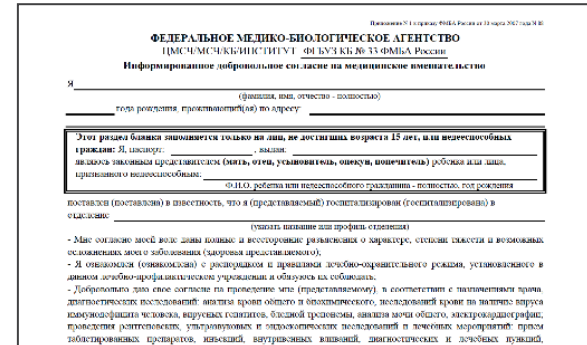 Приложение N 1 к приказу ФМБА России от 30 марта 2007 года N 88
ФЕДЕРАЛЬНОЕ МЕДИКО-БИОЛОГИЧЕСКОЕ АГЕНТСТВО
ЦМСЧ/МСЧ/КБ/ИНСТИТУТ ФГБУЗ КБ № 33 ФМБА России
Информированное добровольное согласие на медицинское вмешательство
Я
(фамилия, имя, отчество - полностью)
года рождения, проживающий(ая) по адресу:
Этот раздел бланка заполняется только на лиц, не достигших возраста 15 лет, или недееспособных
граждан: Я, паспорт: , выдан:
являюсь законным представителем (мать, отец, усыновитель, опекун, попечитель) ребенка или лица,
признанного недееспособным:
Ф.И.О. ребенка или недееспособного гражданина - полностью, год рождения
поставлен (поставлена) в известность, что я (представляемый) госпитализирован (госпитализирована) в
отделение
(указать название или профиль отделения)
- Мне согласно моей воле даны полные и всесторонние разъяснения о характере, степени тяжести и возможных
осложнениях моего заболевания (здоровья представляемого);
- Я ознакомлен (ознакомлена) с распорядком и правилами лечебно-охранительного режима, установленного в
данном лечебно-профилактическом учреждении и обязуюсь их соблюдать;
- Добровольно даю свое согласие на проведение мне (представляемому), в соответствии с назначениями врача,
диагностических исследований: анализа крови общего и биохимического, исследований крови на наличие вируса
иммунодефицита человека, вирусных гепатитов, бледной трепонемы, анализа мочи общего, электрокардиографии,
проведения рентгеновских, ультразвуковых и эндоскопических исследований и лечебных мероприятий: прием
таблетированных препаратов, инъекций, внутривенных вливаний, диагностических и лечебных пункций,